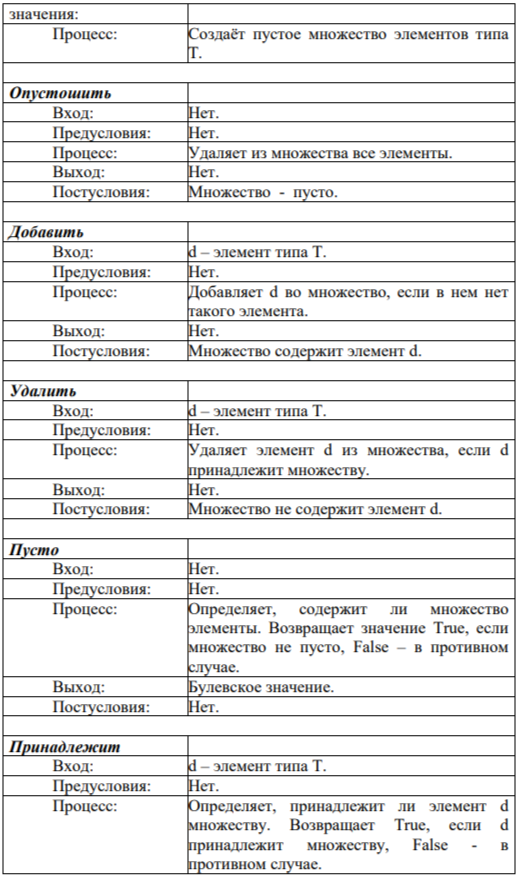 значения:
Процесс: Создаёт пустое множество элементов типа
Т.
Опустошить
Вход: Нет.
Предусловия: Нет.
Процесс: Удаляет из множества все элементы.
Выход: Нет.
Постусловия: Множество - пусто.
Добавить
Вход: d – элемент типа Т.
Предусловия: Нет.
Процесс: Добавляет d во множество, если в нем нет
такого элемента.
Выход: Нет.
Постусловия: Множество содержит элемент d.
Удалить
Вход: d – элемент типа Т.
Предусловия: Нет.
Процесс: Удаляет элемент d из множества, если d
принадлежит множеству.
Выход: Нет.
Постусловия: Множество не содержит элемент d.
Пусто
Вход: Нет.
Предусловия: Нет.
Процесс: Определяет, содержит ли множество
элементы. Возвращает значение True, если
множество не пусто, False – в противном
случае.
Выход: Булевское значение.
Постусловия: Нет.
Принадлежит
Вход: d – элемент типа Т.
Предусловия: Нет.
Процесс: Определяет, принадлежит ли элемент d
множеству. Возвращает True, если d
принадлежит множеству, False - в
противном случае.